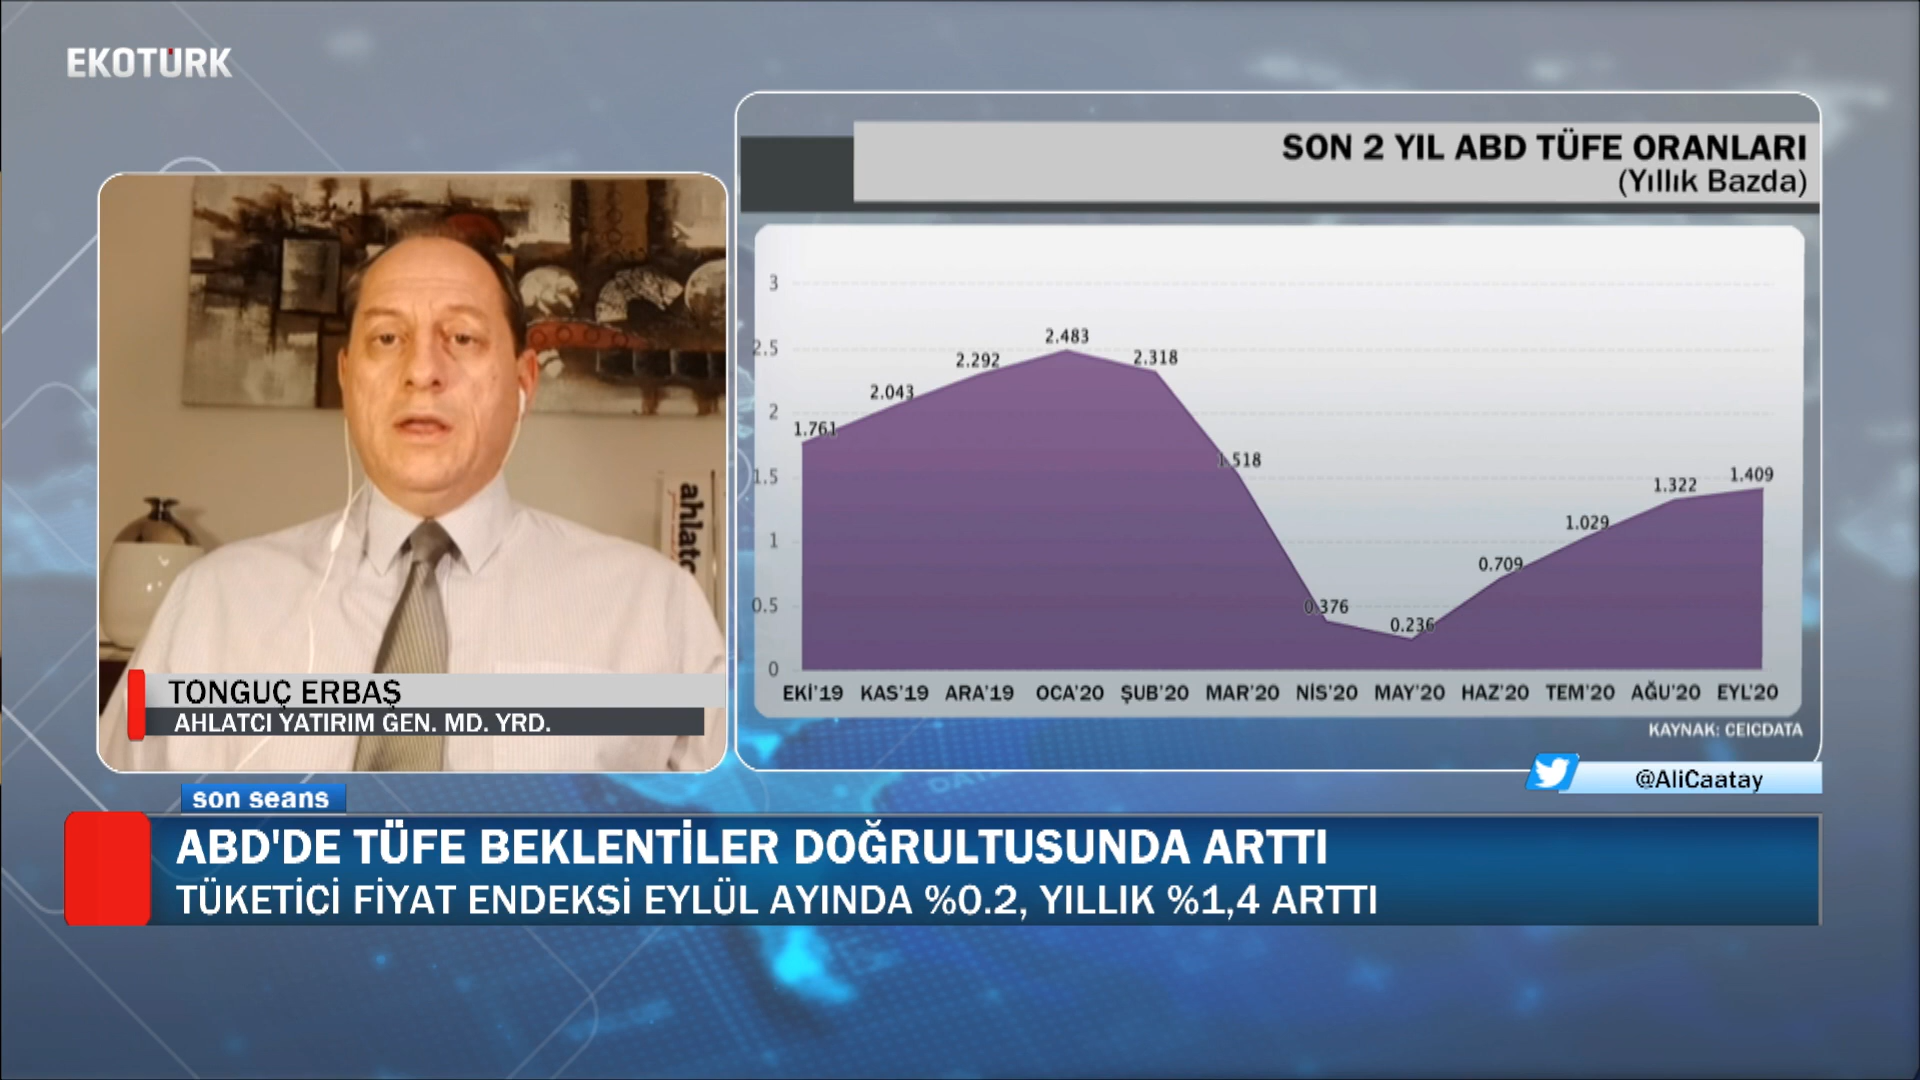 EKOTÜRK
SON 2 YIL ABD TÜFE ORANLARI
(Yıllık Bazda)
3
2.5
2
1.5
1
0.5
0
1.761
2.043
2.292
2.483
2.318
1.518
0.376
0.236
0.709
1.029
1.322
1.409
EKİ'19 KAS'19 ARA'19 OCA'20 ŞUB'20 MAR'20 NİS'20 MAY'20 HAZ'20 TEM'20 AĞU'20 EYL'20
KAYNAK: CEICDATA
ahlatc
TONGUÇ ERBAŞ
AHLATCI YATIRIM GEN. MD. YRD.
@AliCaatay
son seans
ABD'DE TÜFE BEKLENTİLER DOĞRULTUSUNDA ARTTI
TÜKETİCİ FİYAT ENDEKSİ EYLÜL AYINDA %0.2, YILLIK %1,4 ARTTI